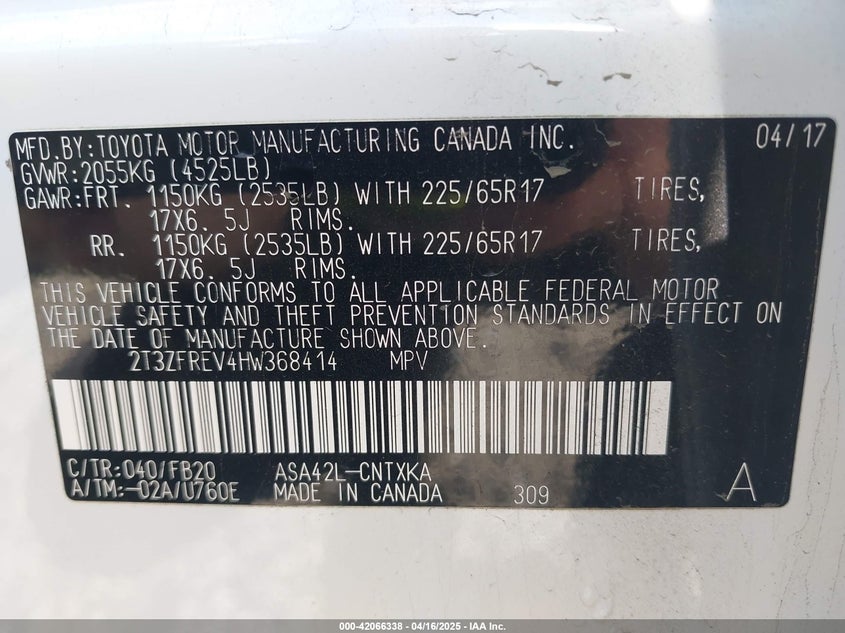 MFD.BY:TOYOTA MOTOR MANUFACTURING CANADA INC. 04/17
GVWR:2055KG (4525LB)
GAWR:FRT. 1150KG (2535LB) WITH 225/65R17 TIRES,
17X6. 5J RIMS.
RR. 1150KG (2535LB) WITH 225/65R17 TIRES,
17X6. 5J RIMS.
THIS VEHICLE CONFORMS TO ALL APPLICABLE FEDERAL MOTOR
VEHICLE SAFETY AND THEFT PREVENTION STANDARDS IN EFFECT ON
THE DATE OF MANUFACTURE SHOWN ABOVE.
2T3ZFREV4HW368414 MPV
C/TR:040/FB20 ASA42L-CNTXKA
A/TM:-02A/U760E MADE IN CANADA 309 A
000-42066338 - 04/16/2025 - IAA Inc.